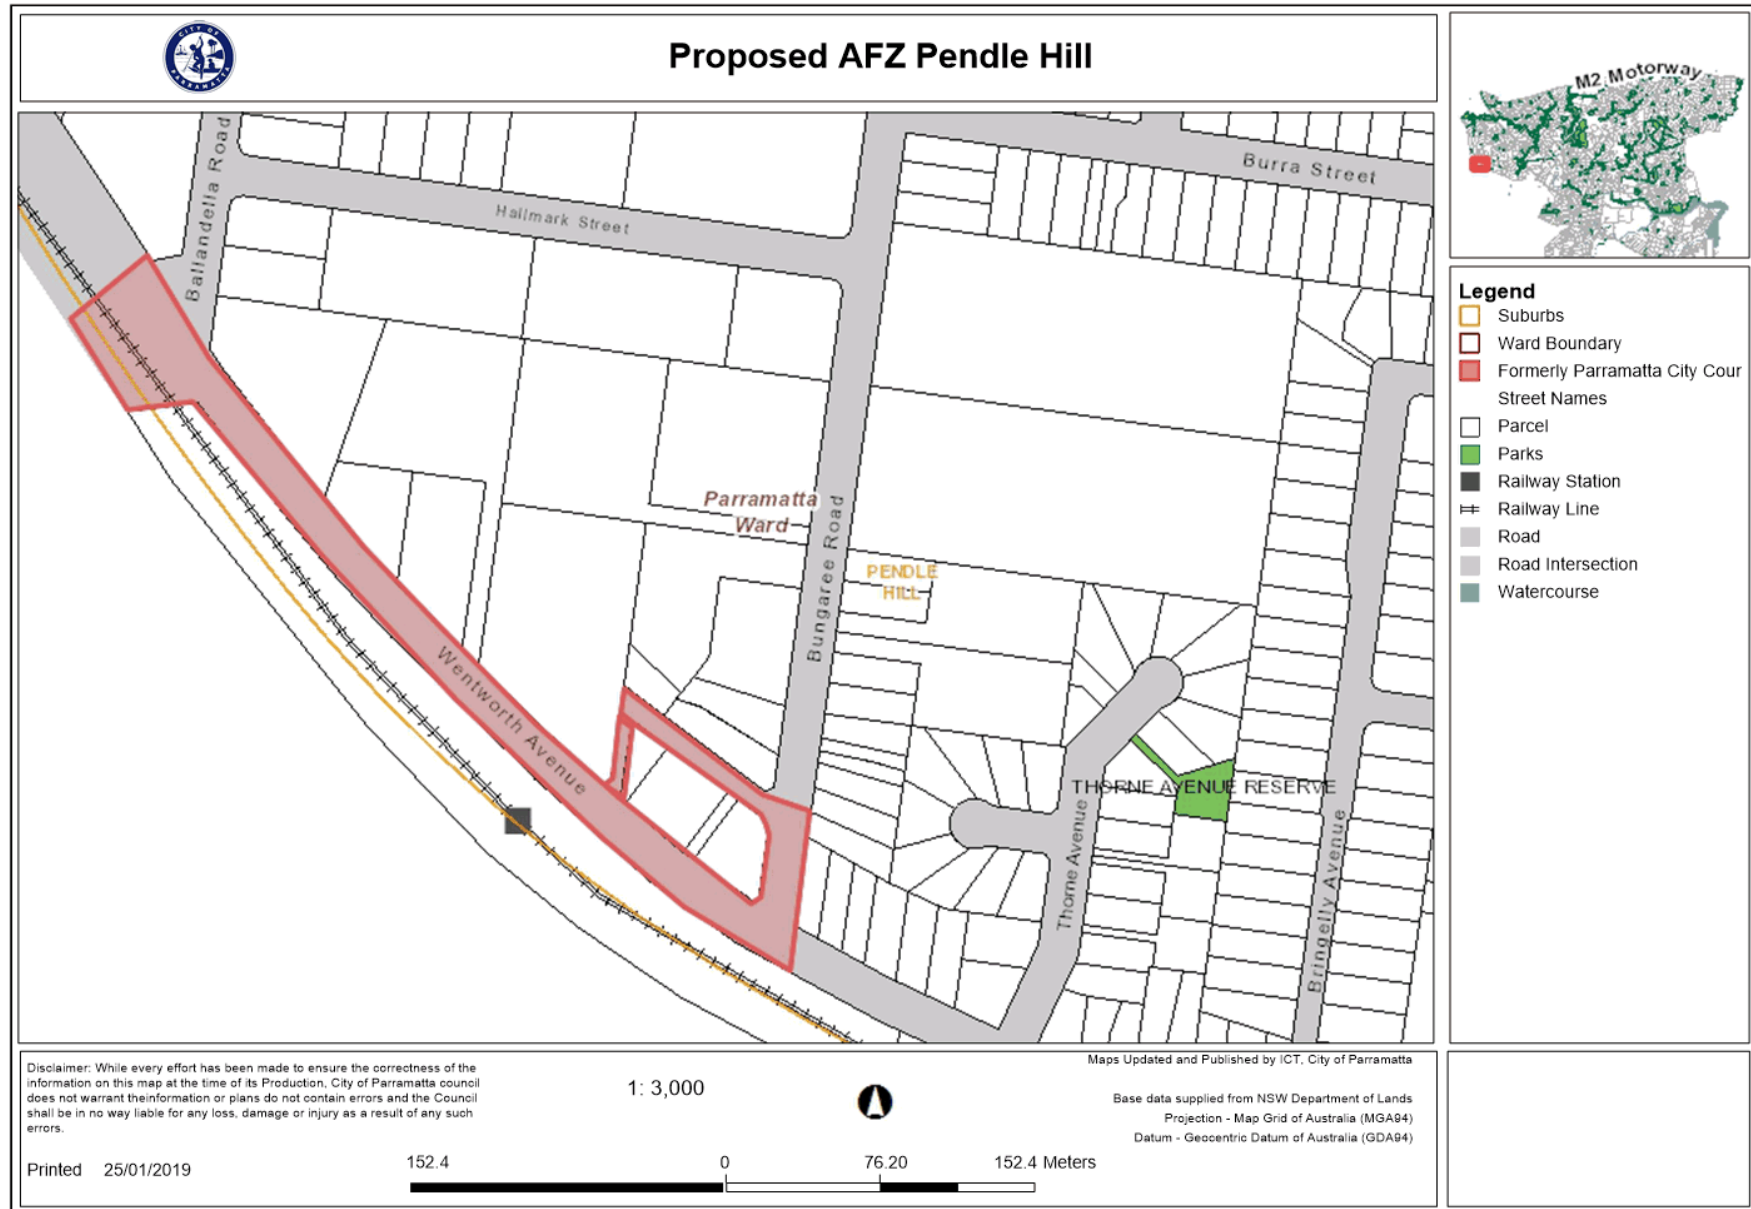 CITY OF
PARRAMATTA
Proposed AFZ Pendle Hill
M2 Motorway
Ballandella Road
Hallmark Street
Burra Street
Bungaree Road
Parramatta
Ward
PENDLE
HILL
Wentworth Avenue
THORNE AVENUE RESERVE
Thorne Avenue
Bringelly Avenue
Legend
Suburbs
Ward Boundary
Formerly Parramatta City Cour
Street Names
Parcel
Parks
Railway Station
Railway Line
Road
Road Intersection
Watercourse
Disclaimer: While every effort has been made to ensure the correctness of the
information on this map at the time of its Production, City of Parramatta council
does not warrant theinformation or plans do not contain errors and the Council
shall be in no way liable for any loss, damage or injury as a result of any such
errors.
Printed 25/01/2019
1: 3,000
152.4 0 76.20 152.4 Meters
Maps Updated and Published by ICT, City of Parramatta
Base data supplied from NSW Department of Lands
Projection - Map Grid of Australia (MGA94)
Datum - Geocentric Datum of Australia (GDA94)